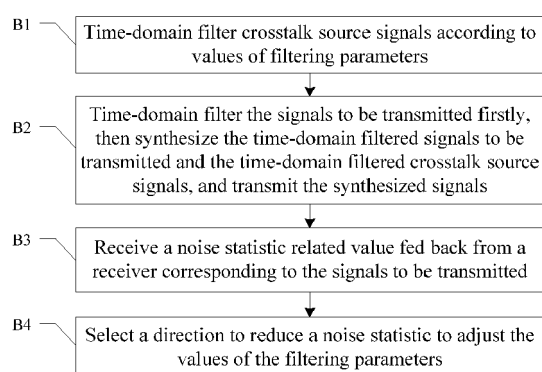 B1
Time-domain filter crosstalk source signals according to
values of filtering parameters
B2
Time-domain filter the signals to be transmitted firstly,
then synthesize the time-domain filtered signals to be
transmitted and the time-domain filtered crosstalk source
signals, and transmit the synthesized signals
B3
Receive a noise statistic related value fed back from a
receiver corresponding to the signals to be transmitted
B4
Select a direction to reduce a noise statistic to adjust the
values of the filtering parameters